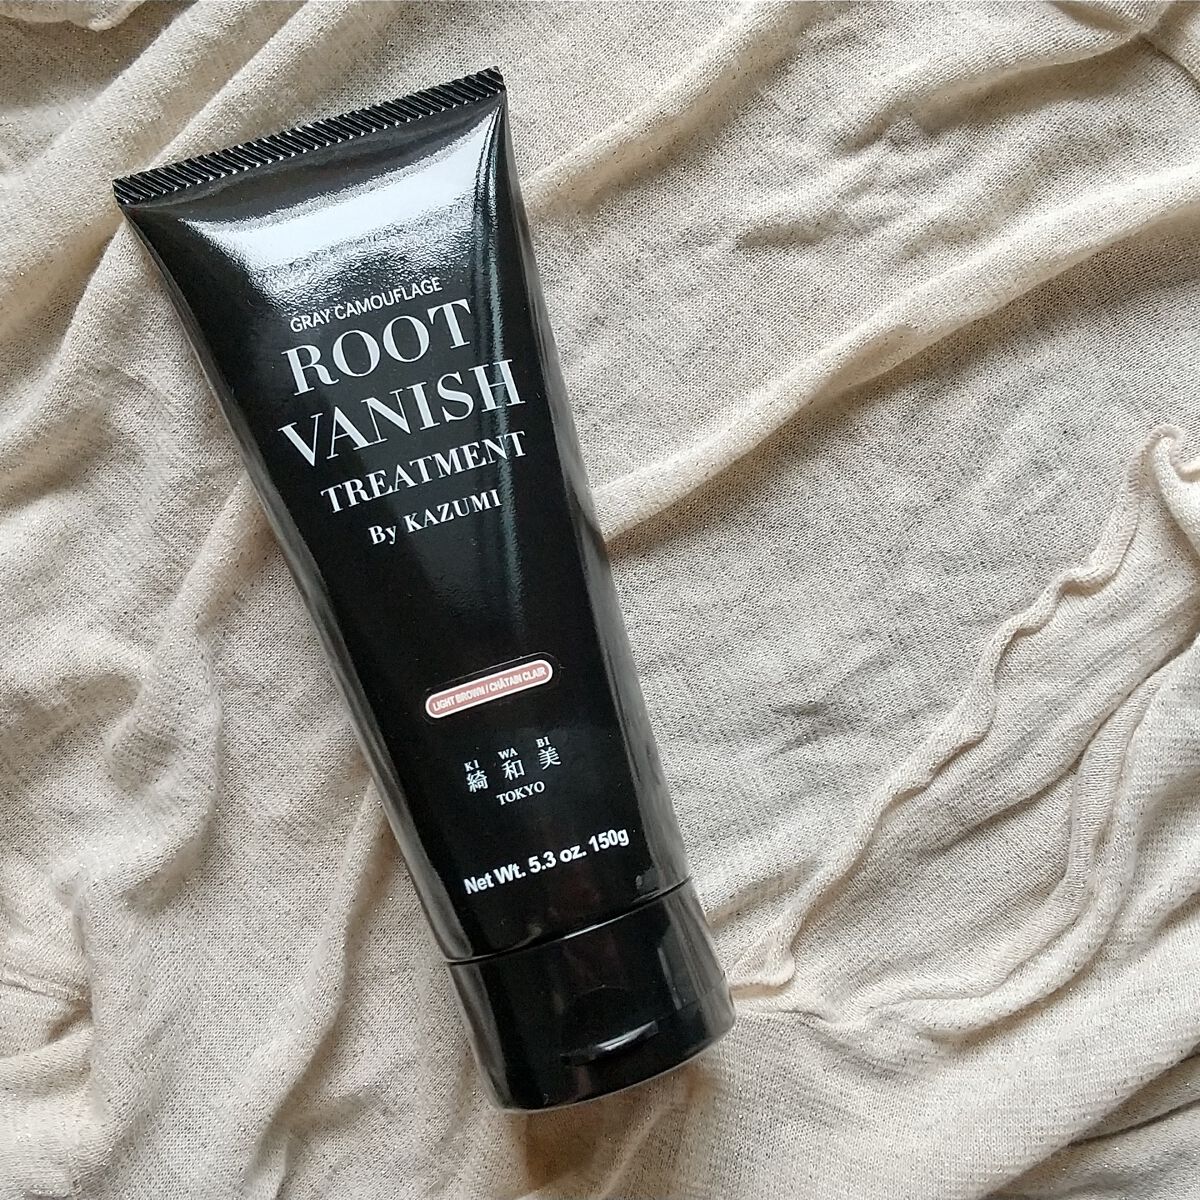 GRAY CAMOUFLAGE
ROOT
VANISH
TREATMENT
By KAZUMI
LIGHT BROWN / CHÂTAIN CLAIR
KI WA BI
綺和美
TOKYO
Net Wt. 5.3 oz. 150g